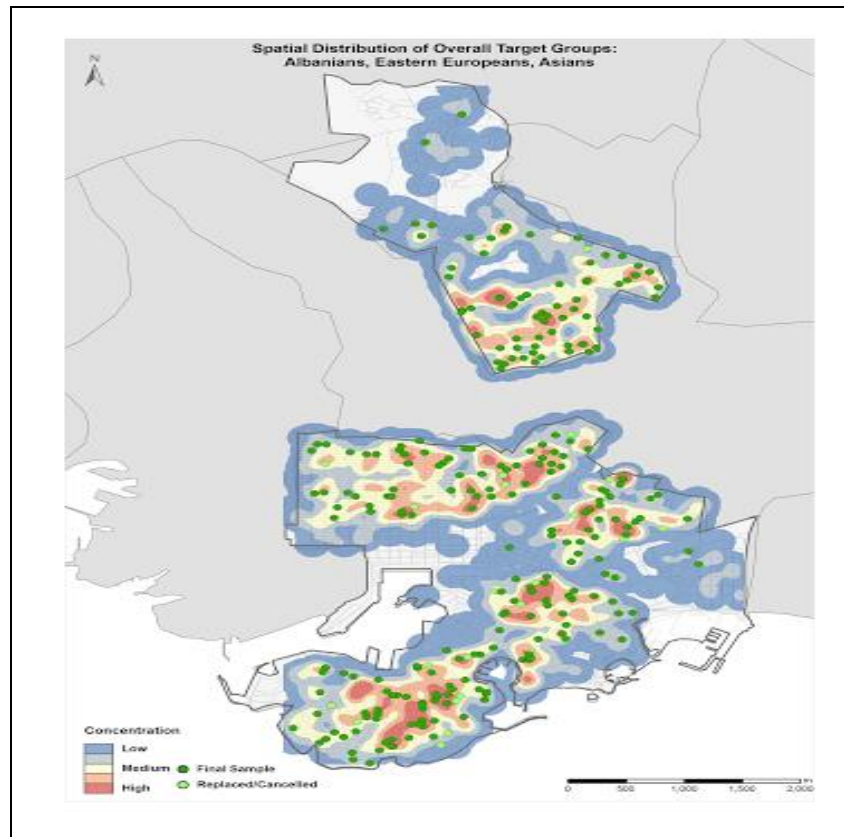 Spatial Distribution of Overall Target Groups:
Albanians, Eastern Europeans, Asians
N
Concentration
Low
Medium
High
Final Sample
Replaced/Cancelled
0 500 1,000 1,500 2,000